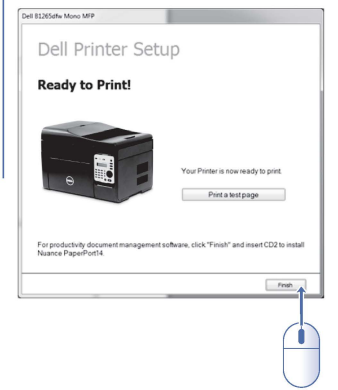 Dell B1265dfw Mono MFP
Dell Printer Setup
Ready to Print!
Your Printer is now ready to print.
Print a test page
For productivity document management software, click "Finish" and insert CD2 to install
Nuance PaperPort14.
Finish